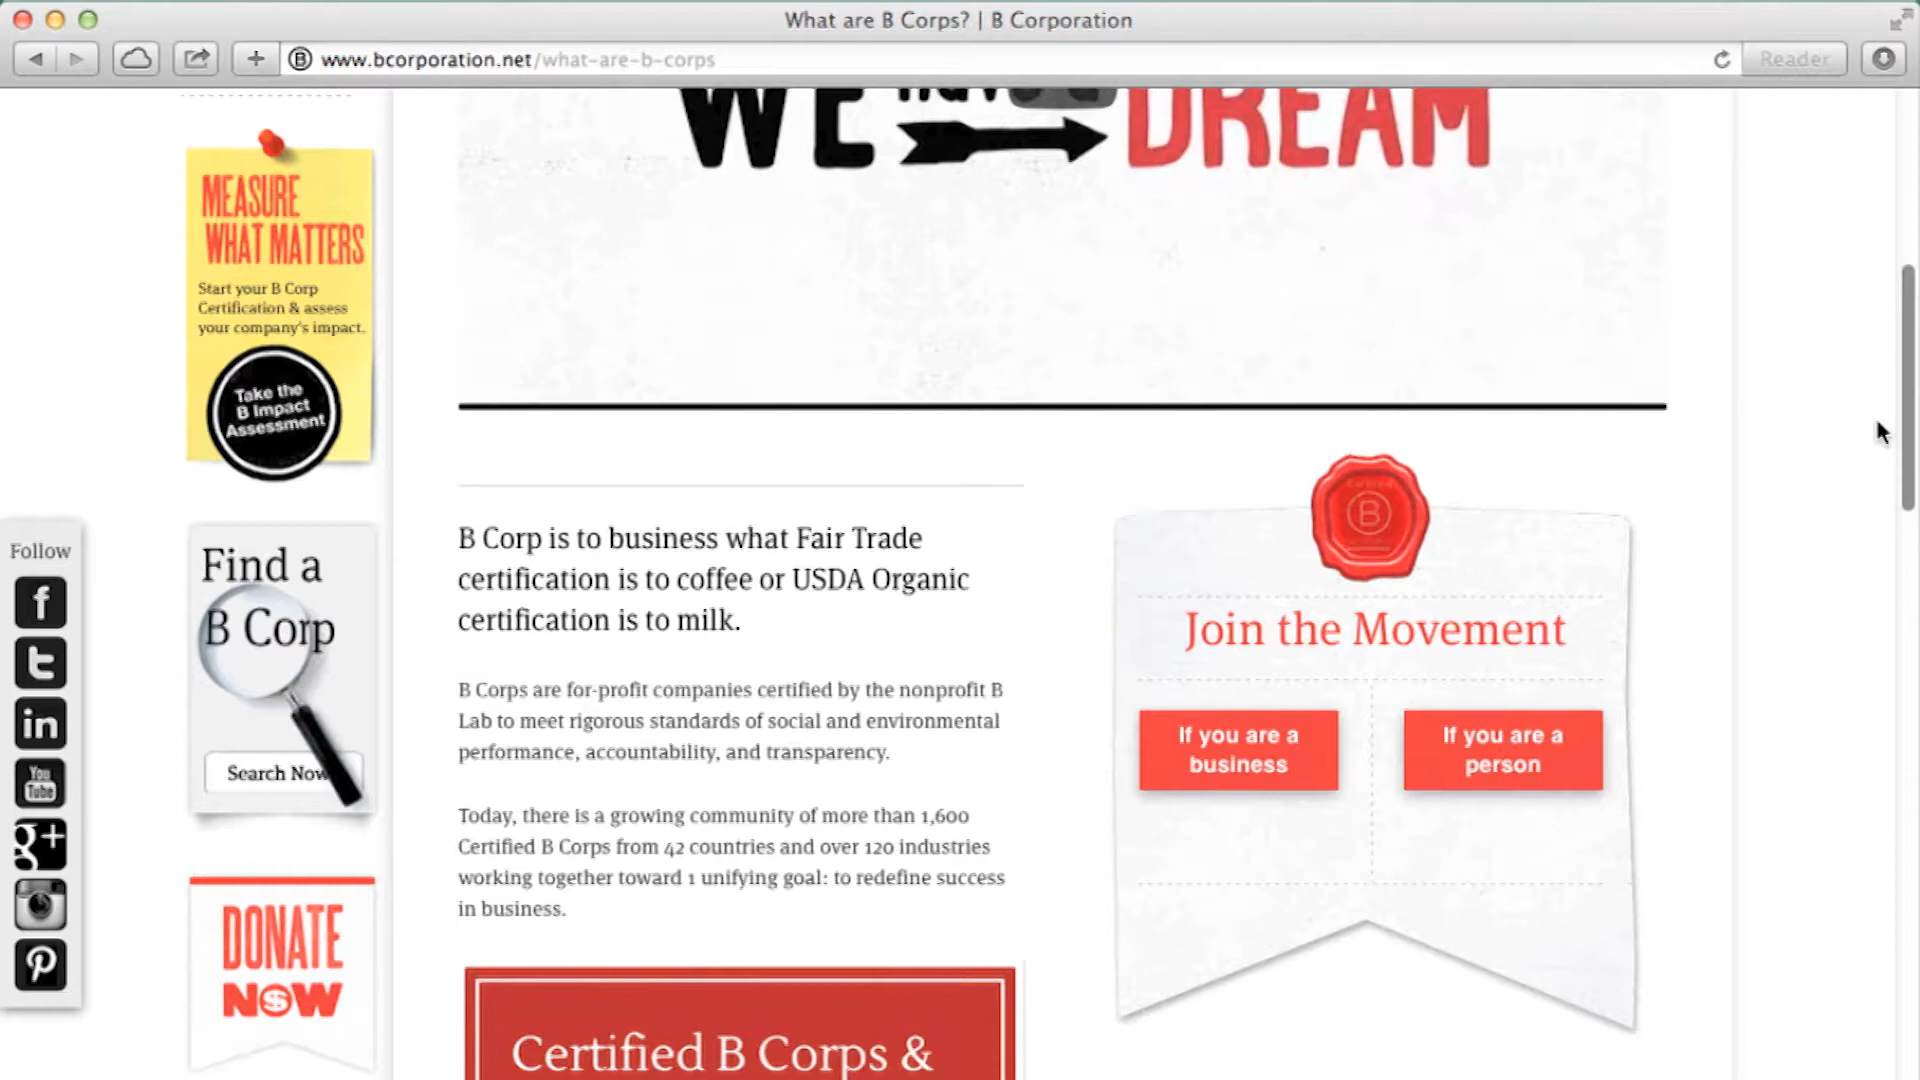 What are B Corps? | B Corporation
www.bcorporation.net/what-are-b-corps
Reader
WE
DREAM
MEASURE
WHAT MATTERS
Start your B Corp
Certification & assess
your company's impact.
Take the
B Impact
Assessment
Find a
B Corp
Search Now
DONATE
NOW
Follow
f
t
in
You
Tube
g+
B Corp is to business what Fair Trade
certification is to coffee or USDA Organic
certification is to milk.
B Corps are for-profit companies certified by the nonprofit B
Lab to meet rigorous standards of social and environmental
performance, accountability, and transparency.
Today, there is a growing community of more than 1,600
Certified B Corps from 42 countries and over 120 industries
working together toward 1 unifying goal: to redefine success
in business.
Certified B Corps &
Certified
B
Join the Movement
If you are a
business
If you are a
person